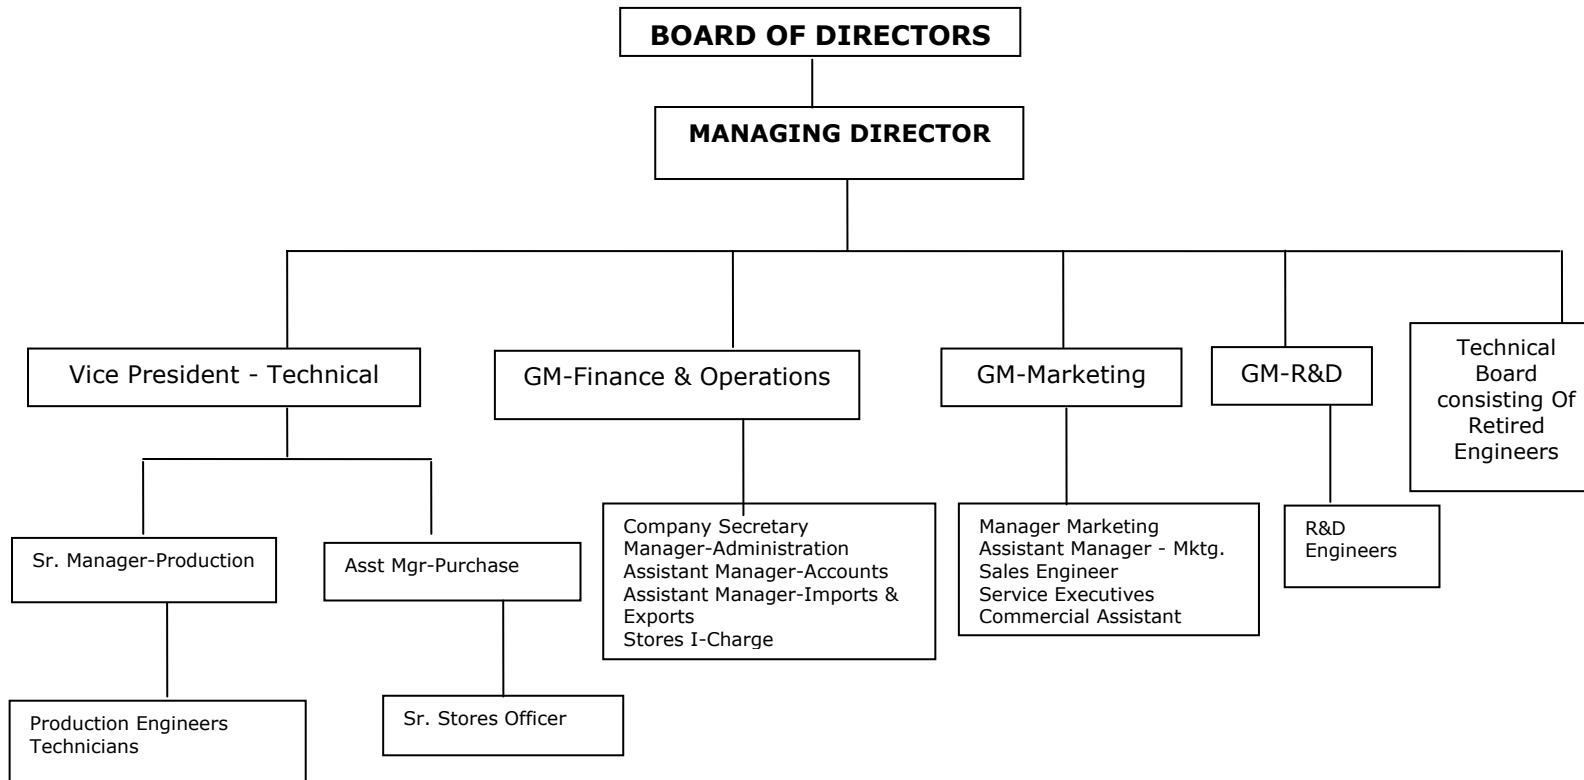 BOARD OF DIRECTORS
MANAGING DIRECTOR
Vice President - Technical
GM-Finance & Operations
GM-Marketing
GM-R&D
Technical
Board
consisting Of
Retired
Engineers
Sr. Manager-Production
Asst Mgr-Purchase
Company Secretary
Manager-Administration
Assistant Manager-Accounts
Assistant Manager-Imports &
Exports
Stores I-Charge
Manager Marketing
Assistant Manager - Mktg.
Sales Engineer
Service Executives
Commercial Assistant
R&D
Engineers
Production Engineers
Technicians
Sr. Stores Officer